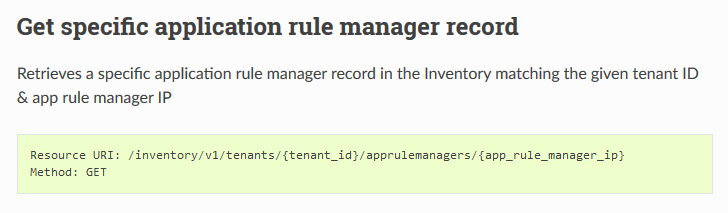 Get specific application rule manager record
Retrieves a specific application rule manager record in the Inventory matching the given tenant ID
& app rule manager IP
Resource URI: /inventory/v1/tenants/{tenant_id}/apprulemanagers/{app_rule_manager_ip}
Method: GET